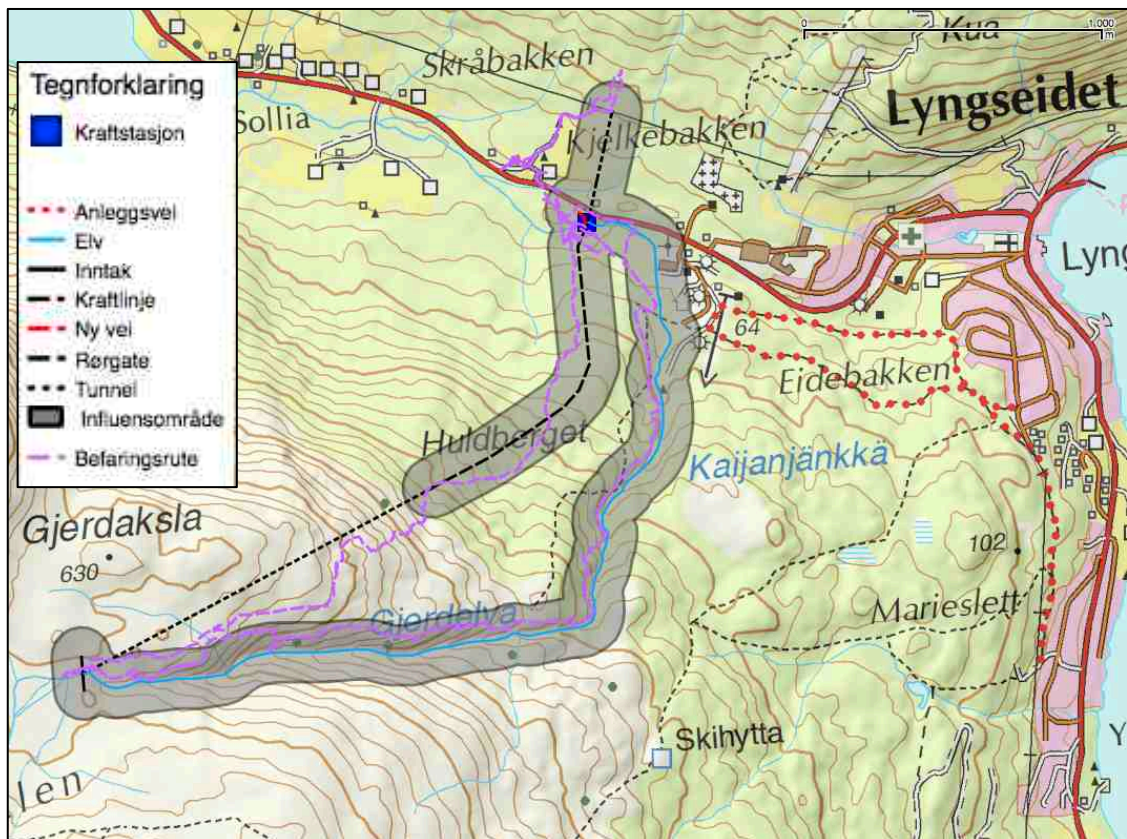 Tegnforklaring
Kraftstasjon
Anleggsvei
Elv
Inntak
Kraftlinje
Ny vei
Rørgate
Tunnel
Influensområde
Befaringsrute
0
1 000
m
Kua
Skråbakken
Lyngseidet
Sollia
Kjelkebakken
Lyng
64
Eidebakken
Huldberget
Kaijanjänkkä
Gjerdaksla
630
102
Gjerdelva
Marieslett
Skihytta
len
Y